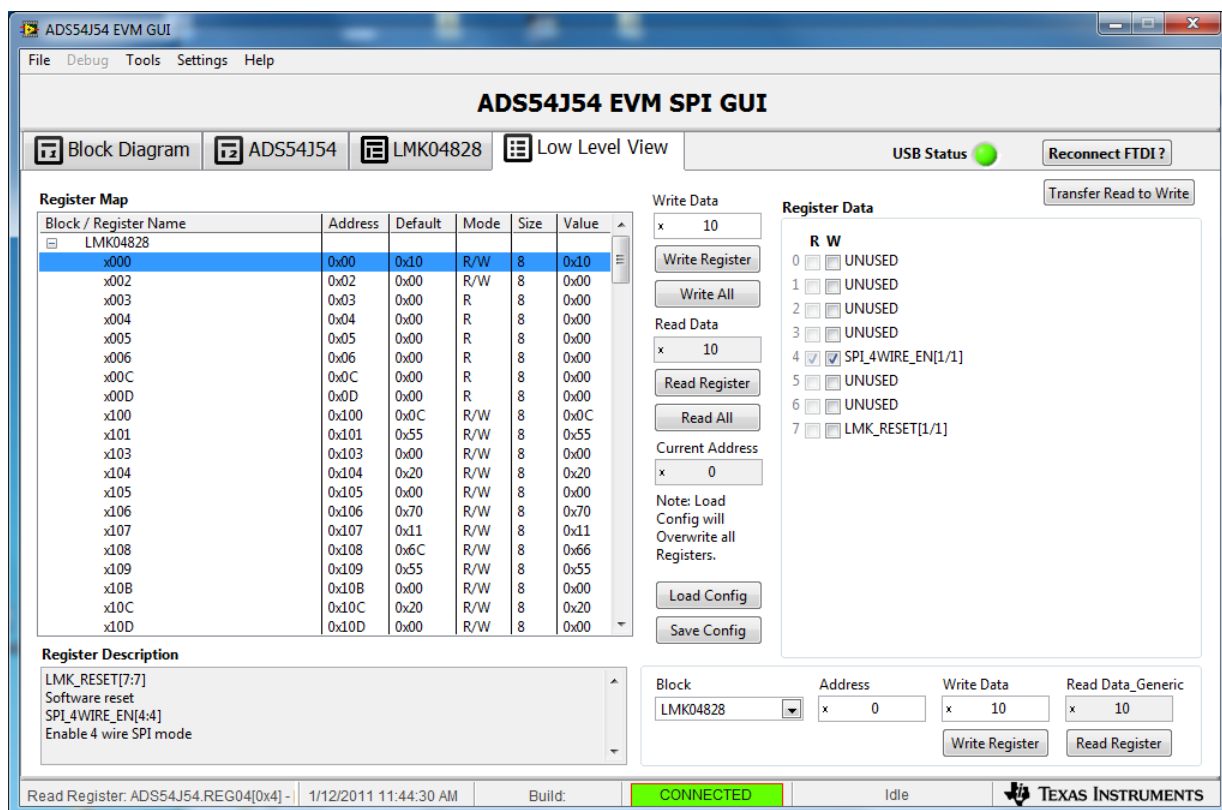 ADS54J54 EVM GUI
File Debug Tools Settings Help
ADS54J54 EVM SPI GUI
Block Diagram ADS54J54 LMK04828 Low Level View USB Status Reconnect FTDI ?
Transfer Read to Write
Register Map
Block / Register Name Address Default Mode Size Value
LMK04828
x000 0x00 0x10 R/W 8 0x10
x002 0x02 0x00 R/W 8 0x00
x003 0x03 0x00 R 8 0x00
x004 0x04 0x00 R 8 0x00
x005 0x05 0x00 R 8 0x00
x006 0x06 0x00 R 8 0x00
x00C 0x0C 0x00 R 8 0x00
x00D 0x0D 0x00 R 8 0x00
x100 0x100 0x0C R/W 8 0x0C
x101 0x101 0x55 R/W 8 0x55
x103 0x103 0x00 R/W 8 0x00
x104 0x104 0x20 R/W 8 0x20
x105 0x105 0x00 R/W 8 0x00
x106 0x106 0x70 R/W 8 0x70
x107 0x107 0x11 R/W 8 0x11
x108 0x108 0x6C R/W 8 0x66
x109 0x109 0x55 R/W 8 0x55
x10B 0x10B 0x00 R/W 8 0x00
x10C 0x10C 0x20 R/W 8 0x20
x10D 0x10D 0x00 R/W 8 0x00
Write Data
x 10
Write Register
Write All
Read Data
x 10
Read Register
Read All
Current Address
x 0
Note: Load
Config will
Overwrite all
Registers.
Load Config
Save Config
Register Data
R W
0 UNUSED
1 UNUSED
2 UNUSED
3 UNUSED
4 SPI_4WIRE_EN[1/1]
5 UNUSED
6 UNUSED
7 LMK_RESET[1/1]
Register Description
LMK_RESET[7:7]
Software reset
SPI_4WIRE_EN[4:4]
Enable 4 wire SPI mode
Block Address Write Data Read Data_Generic
LMK04828 x 0 x 10 x 10
Write Register Read Register
Read Register: ADS54J54.REG04[0x4] - 1/12/2011 11:44:30 AM Build: CONNECTED Idle TEXAS INSTRUMENTS